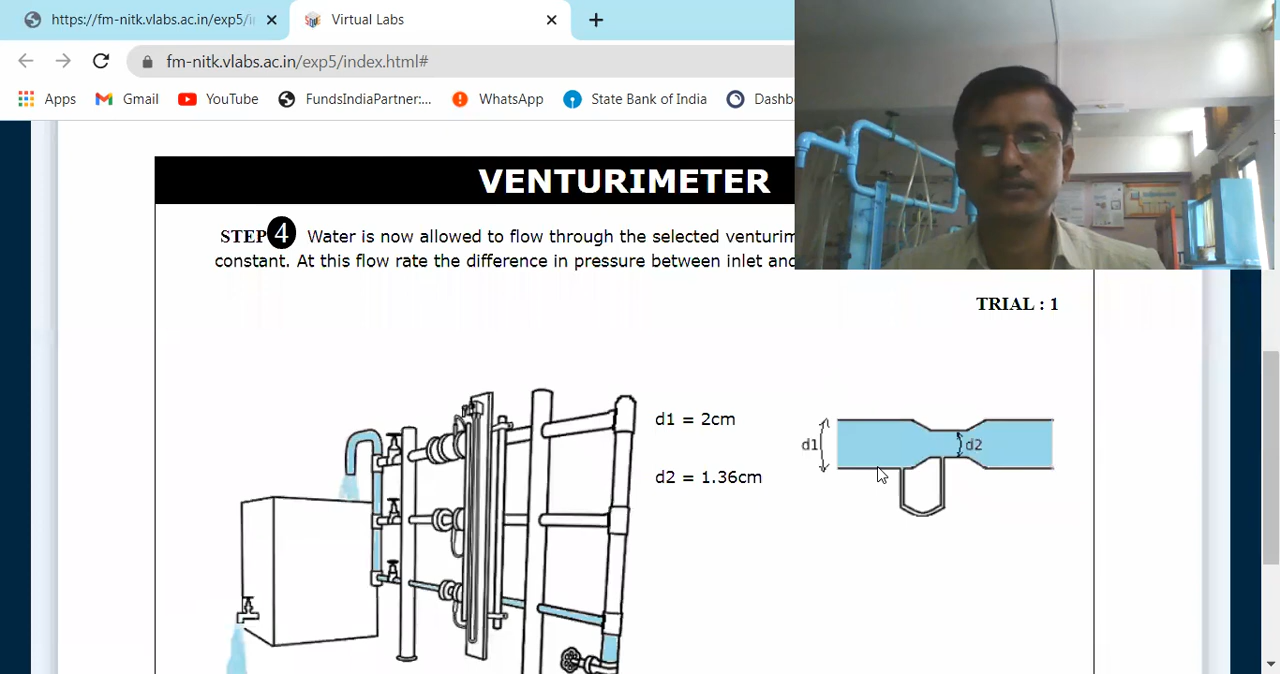 https://fm-nitk.vlabs.ac.in/exp5/i
Virtual Labs
fm-nitk.vlabs.ac.in/exp5/index.html#
Apps Gmail YouTube FundsIndiaPartner:... WhatsApp State Bank of India Dashb
VENTURIMETER
STEP 4 Water is now allowed to flow through the selected venturim
constant. At this flow rate the difference in pressure between inlet and
TRIAL : 1
d1 = 2cm
d1
d2
d2 = 1.36cm